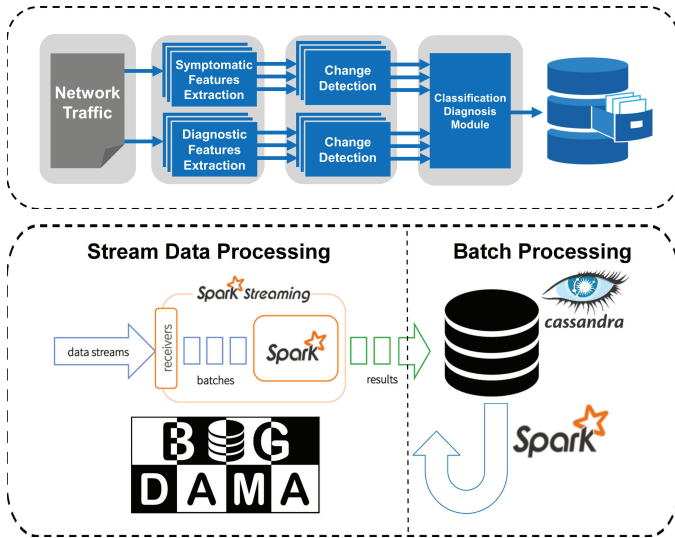 Network
Traffic
Symptomatic
Features
Extraction
Change
Detection
Diagnostic
Features
Extraction
Change
Detection
Classification
Diagnosis
Module
Stream Data Processing
Batch Processing
Spark Streaming
data streams
receivers
batches
Spark
results
cassandra
Spark
BIG
DAMA